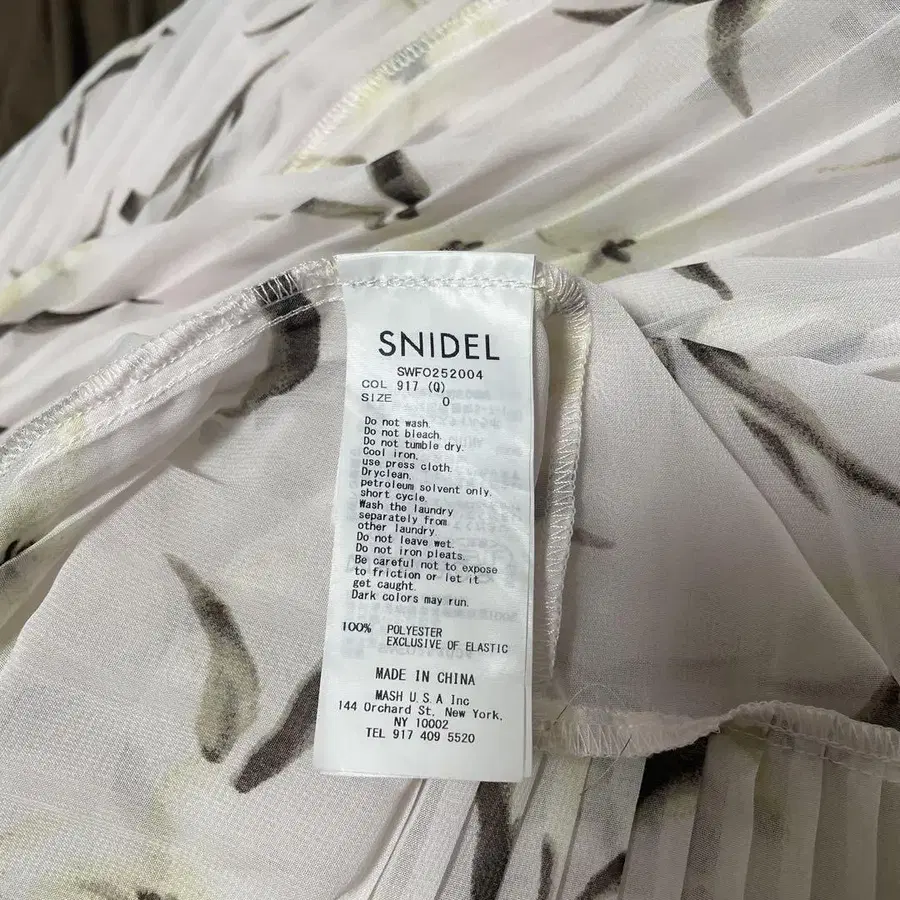 SNIDEL
SWFO252004
COL 917 (Q)
SIZE 0
Do not wash.
Do not bleach.
Do not tumble dry.
Cool iron.
use press cloth.
Dryclean.
petroleum solvent only.
short cycle.
Wash the laundry
separately from
other laundry.
Do not leave wet.
Do not iron pleats.
Be careful not to expose
to friction or let it
get caught.
Dark colors may run.
100% POLYESTER
EXCLUSIVE OF ELASTIC
MADE IN CHINA
MASH U.S.A Inc
144 Orchard St. New York,
NY 10002
TEL 917 409 5520